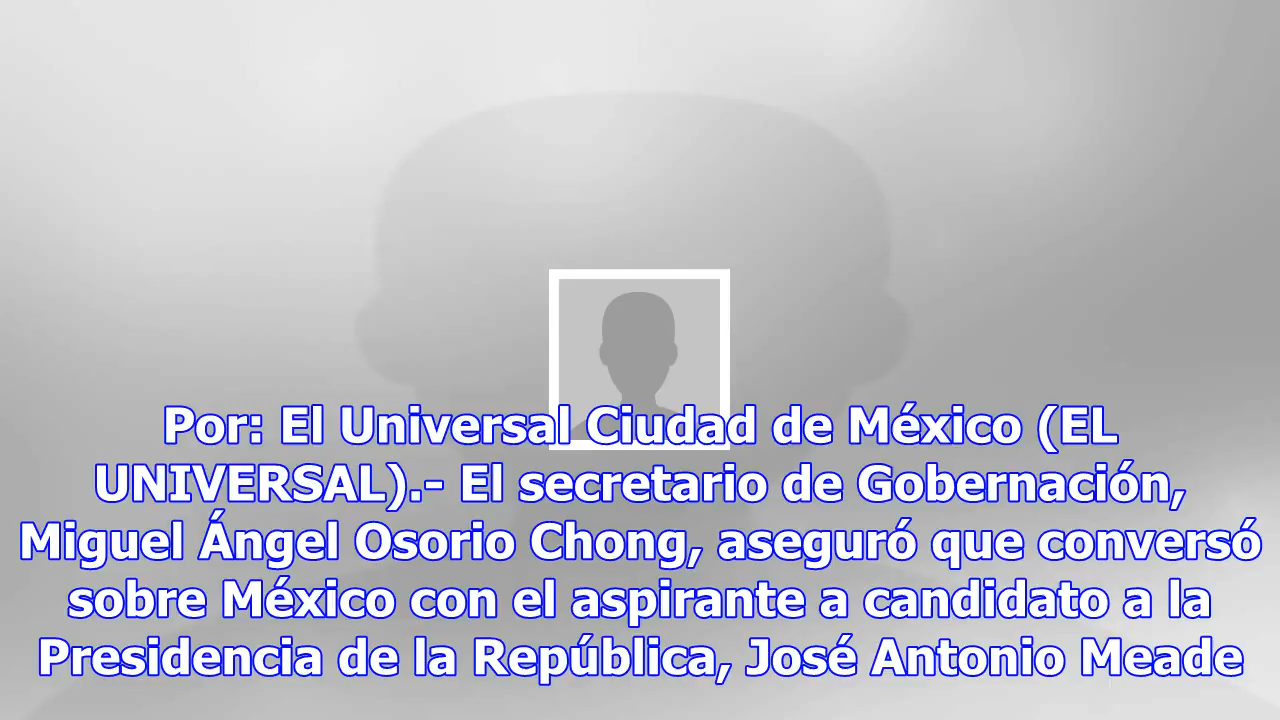 Por: El Universal Ciudad de México (EL
UNIVERSAL).- El secretario de Gobernación,
Miguel Ángel Osorio Chong, aseguró que conversó
sobre México con el aspirante a candidato a la
Presidencia de la República, José Antonio Meade